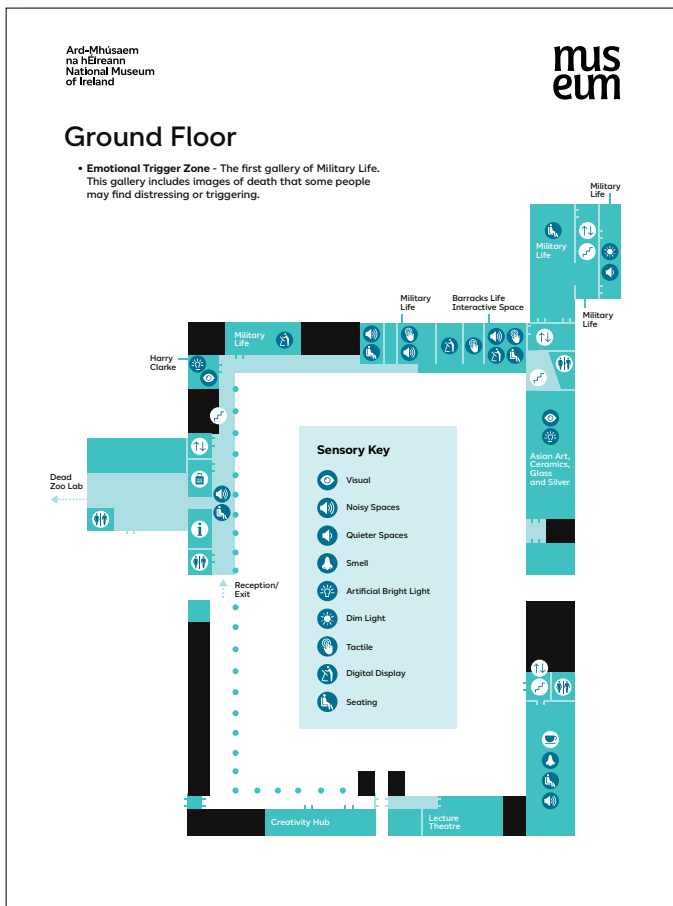 Ard-Mhúsaem
na hÉireann
National Museum
of Ireland
mus
eum
Ground Floor
• Emotional Trigger Zone - The first gallery of Military Life.
This gallery includes images of death that some people
may find distressing or triggering.
Military
Life
Military
Life
Military
Life
Military
Life
Barracks Life
Interactive Space
Military
Life
Harry
Clarke
Asian Art,
Ceramics,
Glass
and Silver
Dead
Zoo Lab
Reception/
Exit
Sensory Key
Visual
Noisy Spaces
Quieter Spaces
Smell
Artificial Bright Light
Dim Light
Tactile
Digital Display
Seating
Creativity Hub
Lecture
Theatre